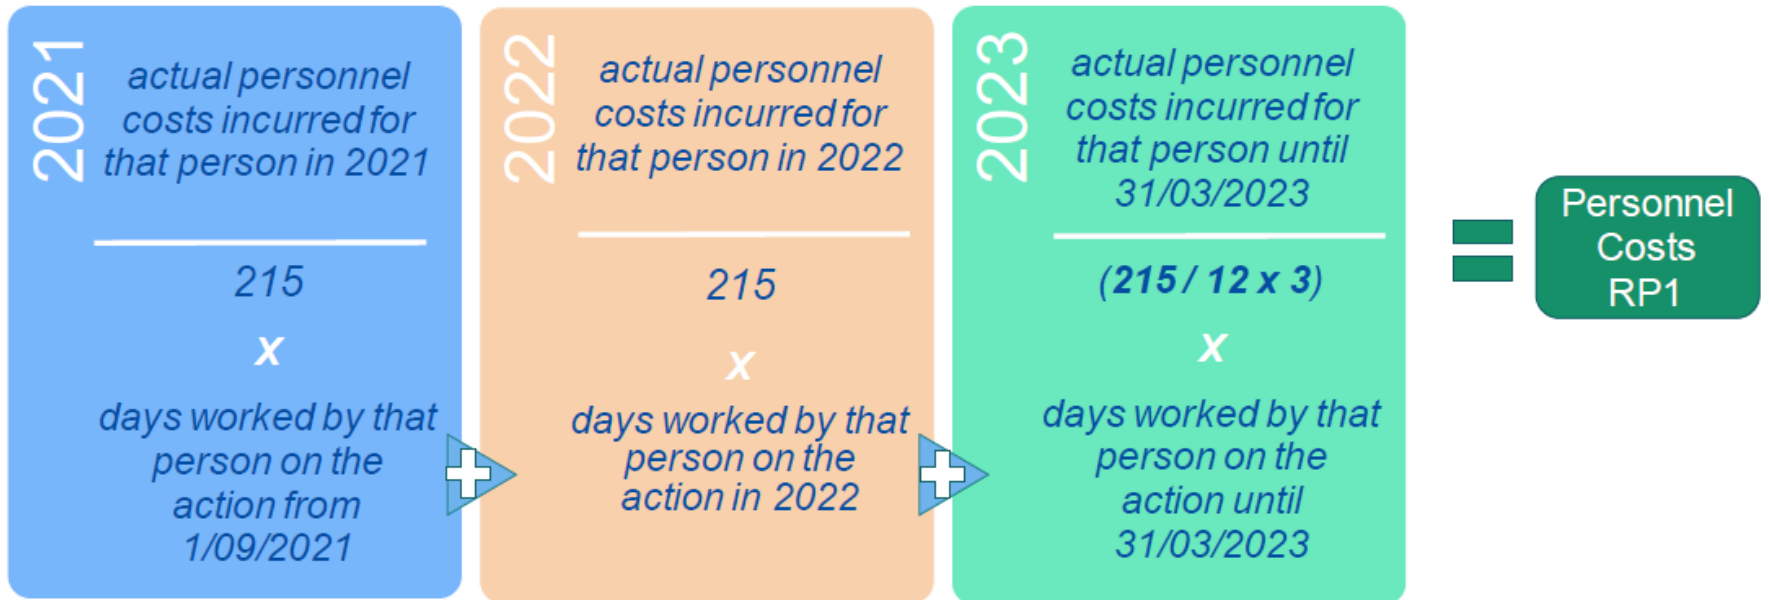 2021
actual personnel
costs incurred for
that person in 2021
215
x
days worked by that
person on the
action from
1/09/2021
2022
actual personnel
costs incurred for
that person in 2022
215
x
days worked by that
person on the
action in 2022
2023
actual personnel
costs incurred for
that person until
31/03/2023
(215 / 12 x 3)
x
days worked by that
person on the
action until
31/03/2023
Personnel
Costs
RP1